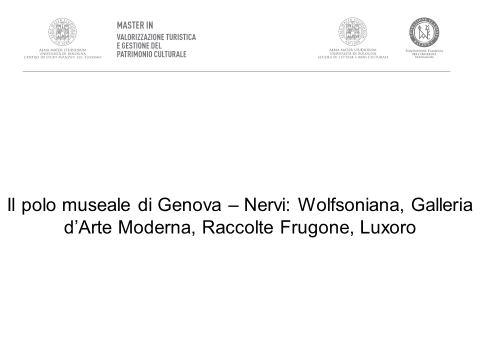 ALMA MATER STUDIORUM
UNIVERSITÀ DI BOLOGNA
CENTRO DI STUDI AVANZATI SUL TURISMO
MASTER IN
VALORIZZAZIONE TURISTICA
E GESTIONE DEL
PATRIMONIO CULTURALE
ALMA MATER STUDIORUM
UNIVERSITÀ DI BOLOGNA
SCUOLA DI LETTERE E BENI CULTURALI
Il polo museale di Genova – Nervi: Wolfsoniana, Galleria
d’Arte Moderna, Raccolte Frugone, Luxoro